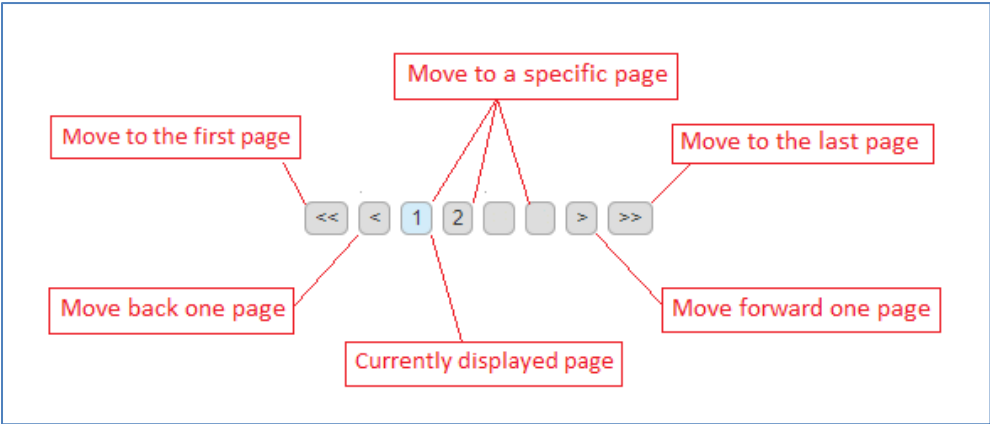 Move to a specific page
Move to the first page
Move to the last page
<< < 1 2 > >>
Move back one page
Move forward one page
Currently displayed page